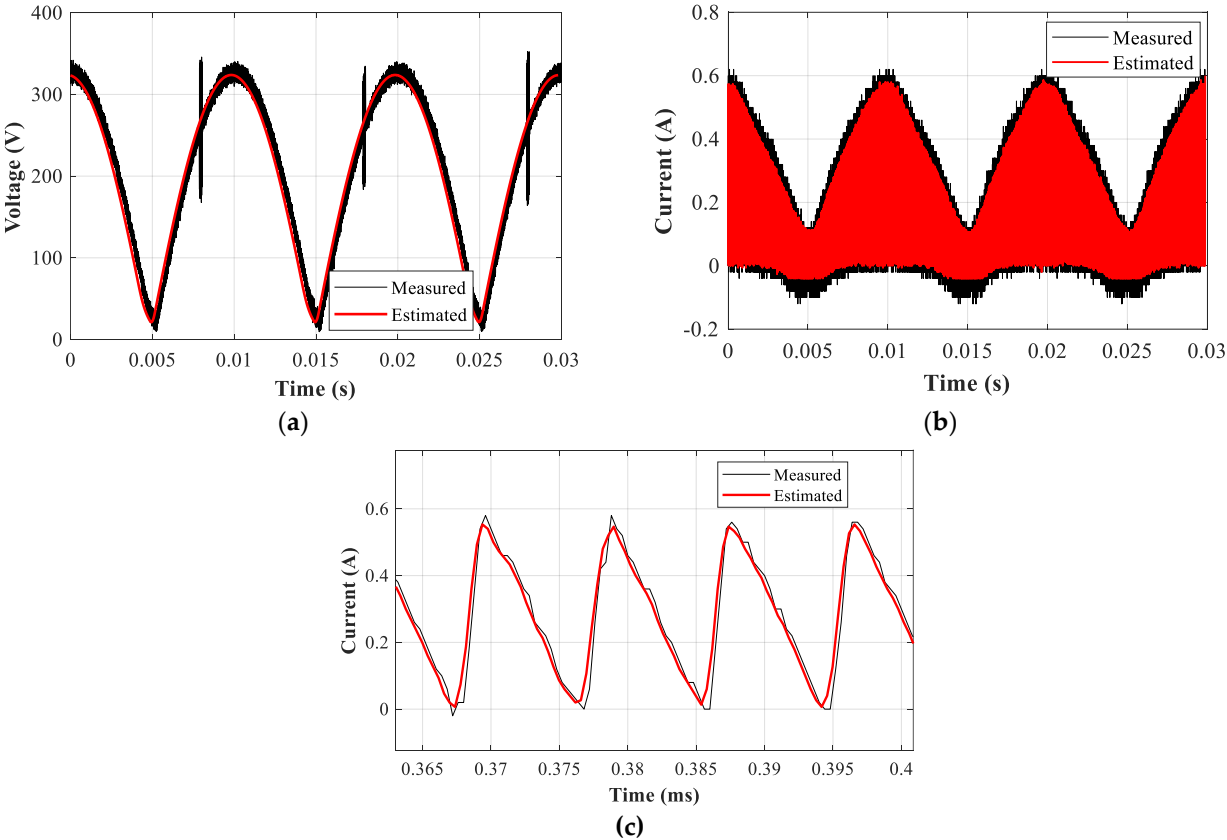 400
300
200
100
0
Voltage (V)
Measured
Estimated
0 0.005 0.01 0.015 0.02 0.025 0.03
Time (s)
(a)
0.8
0.6
0.4
0.2
0
-0.2
Current (A)
Measured
Estimated
0 0.005 0.01 0.015 0.02 0.025 0.03
Time (s)
(b)
0.6
0.4
0.2
0
Current (A)
Measured
Estimated
0.365 0.37 0.375 0.38 0.385 0.39 0.395 0.4
Time (ms)
(c)